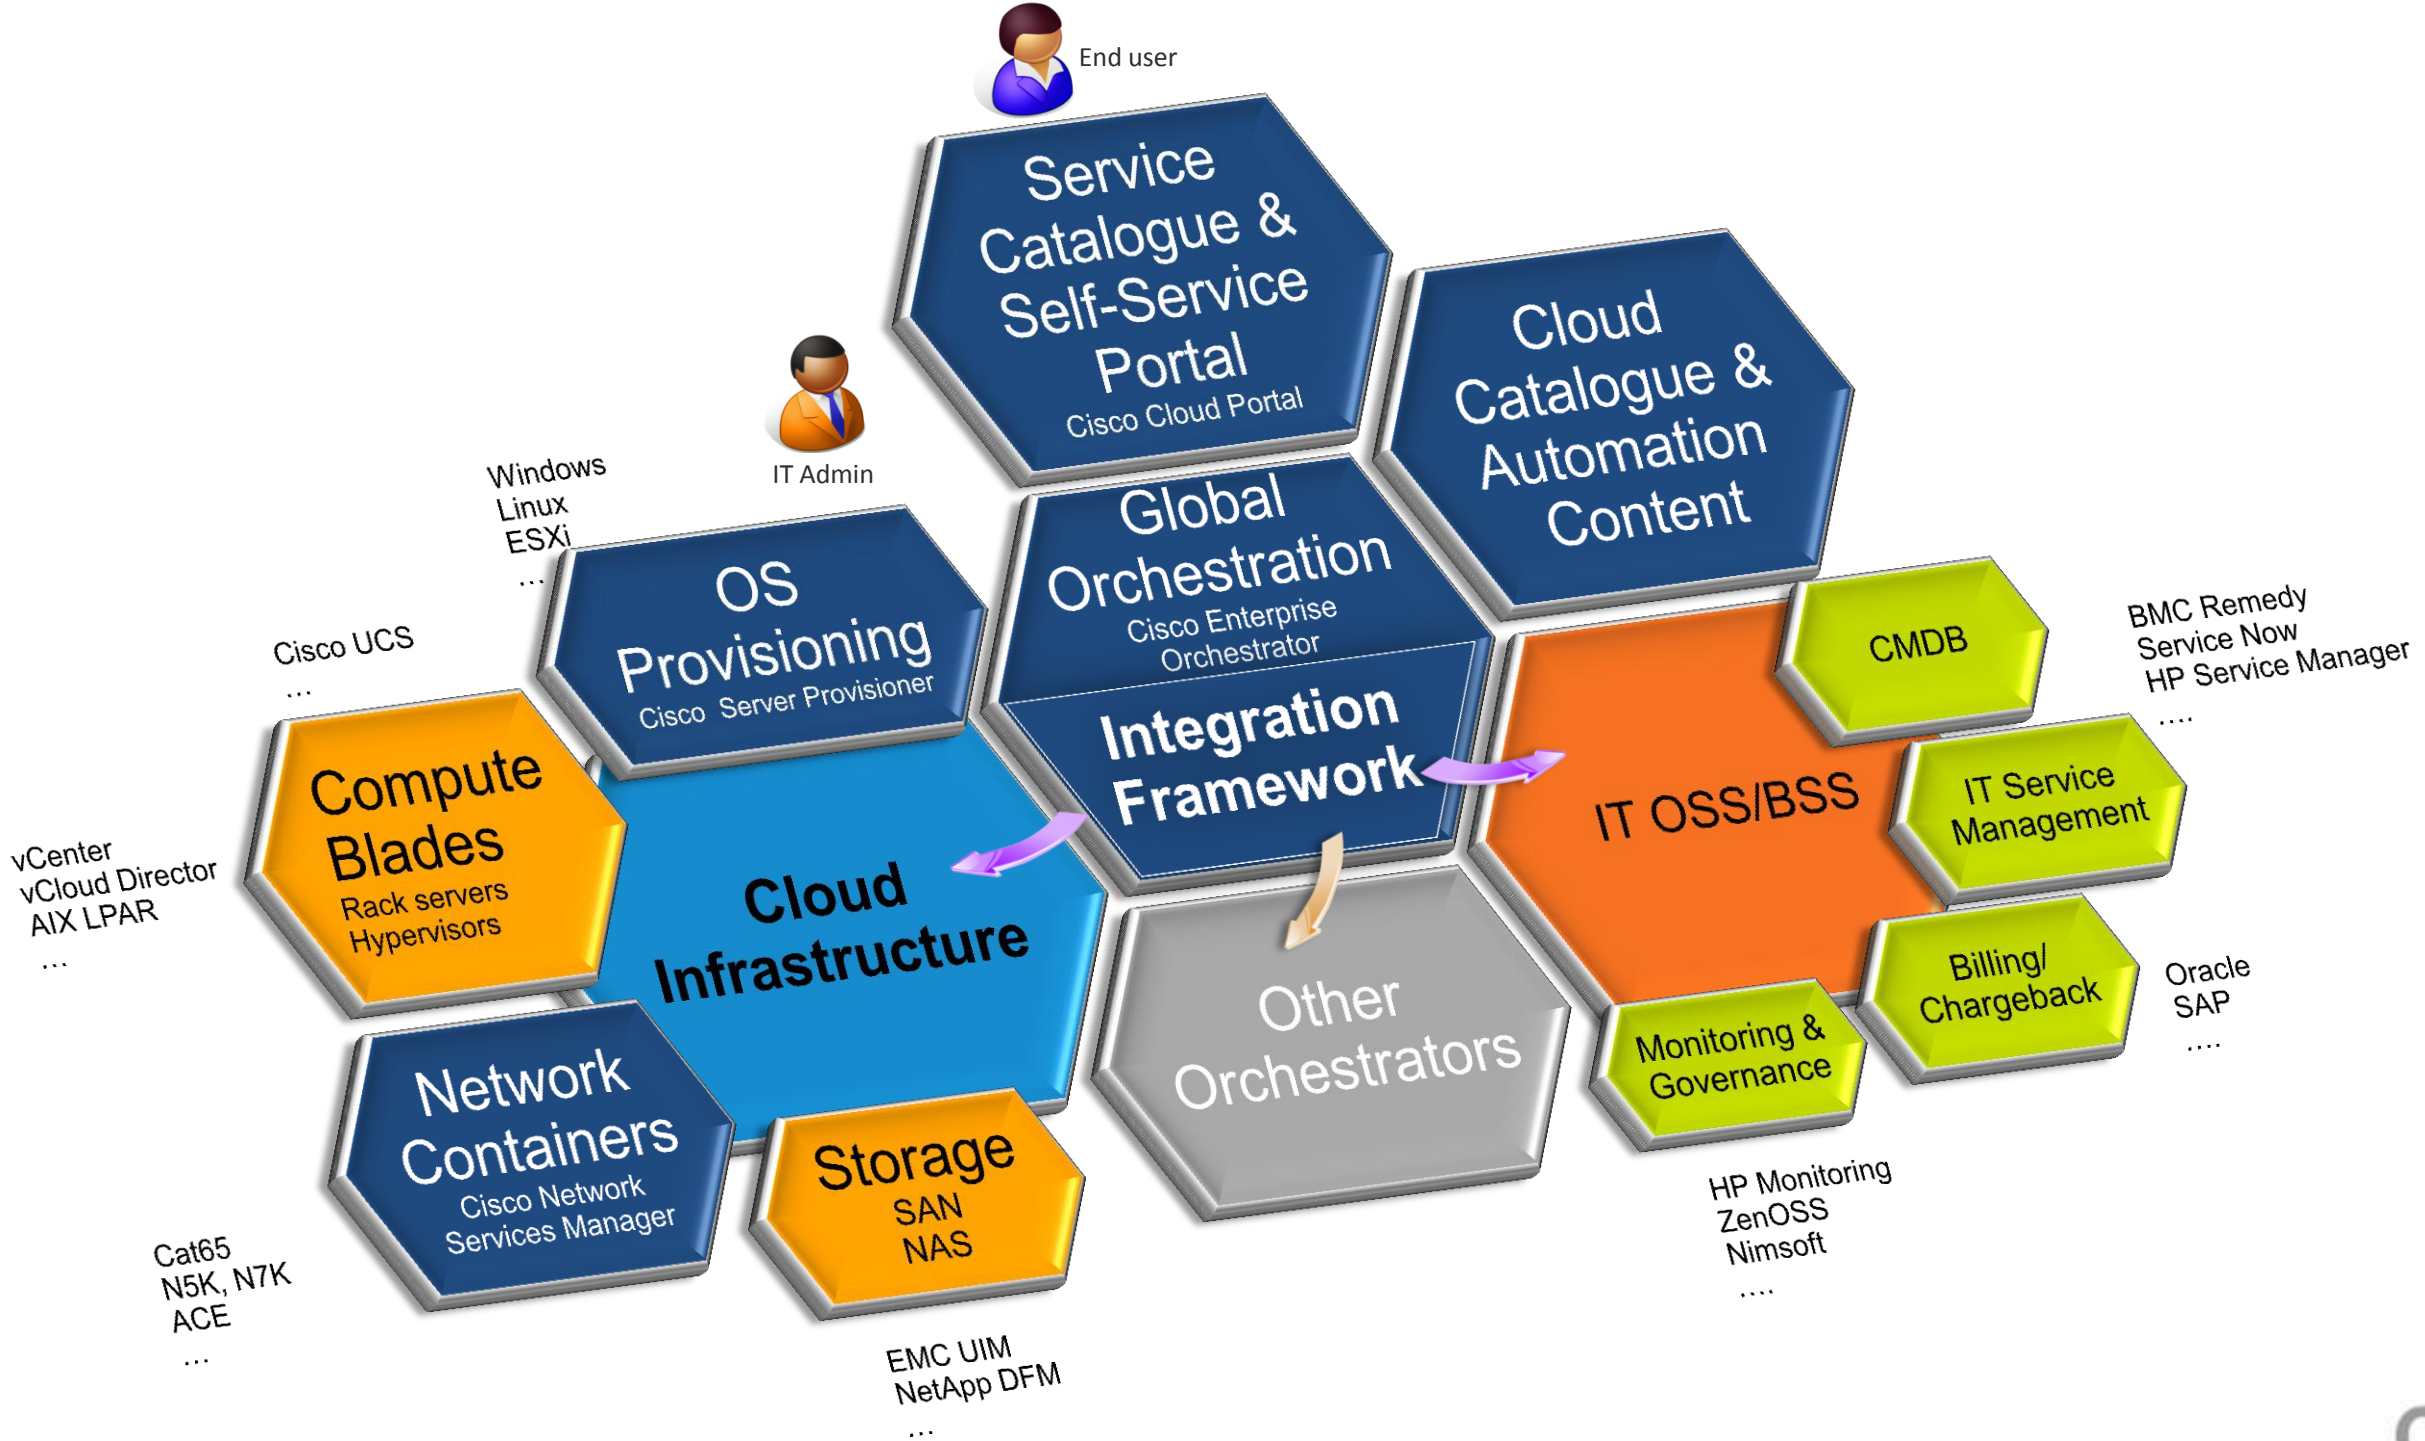 End user
Service
Catalogue &
Self-Service
Portal
Cisco Cloud Portal
Cloud
Catalogue &
Automation
Content
IT Admin
Windows
Linux
ESXi
...
OS
Provisioning
Cisco Server Provisioner
Global
Orchestration
Cisco Enterprise
Orchestrator
Integration
Framework
Cisco UCS
...
Compute
Blades
Rack servers
Hypervisors
vCenter
vCloud Director
AIX LPAR
...
Cloud
Infrastructure
Network
Containers
Cisco Network
Services Manager
Cat65
N5K, N7K
ACE
...
Storage
SAN
NAS
EMC UIM
NetApp DFM
...
Other
Orchestrators
IT OSS/BSS
CMDB
BMC Remedy
Service Now
HP Service Manager
....
IT Service
Management
Billing/
Chargeback
Oracle
SAP
....
Monitoring &
Governance
HP Monitoring
ZenOSS
Nimsoft
....